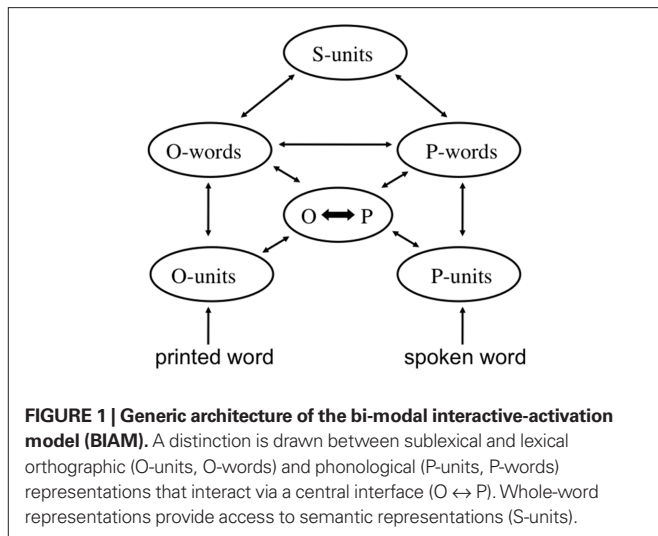 S-units
O-words
P-words
O ⬌ P
O-units
P-units
printed word
spoken word
FIGURE 1 | Generic architecture of the bi-modal interactive-activation
model (BIAM). A distinction is drawn between sublexical and lexical
orthographic (O-units, O-words) and phonological (P-units, P-words)
representations that interact via a central interface (O ↔ P). Whole-word
representations provide access to semantic representations (S-units).